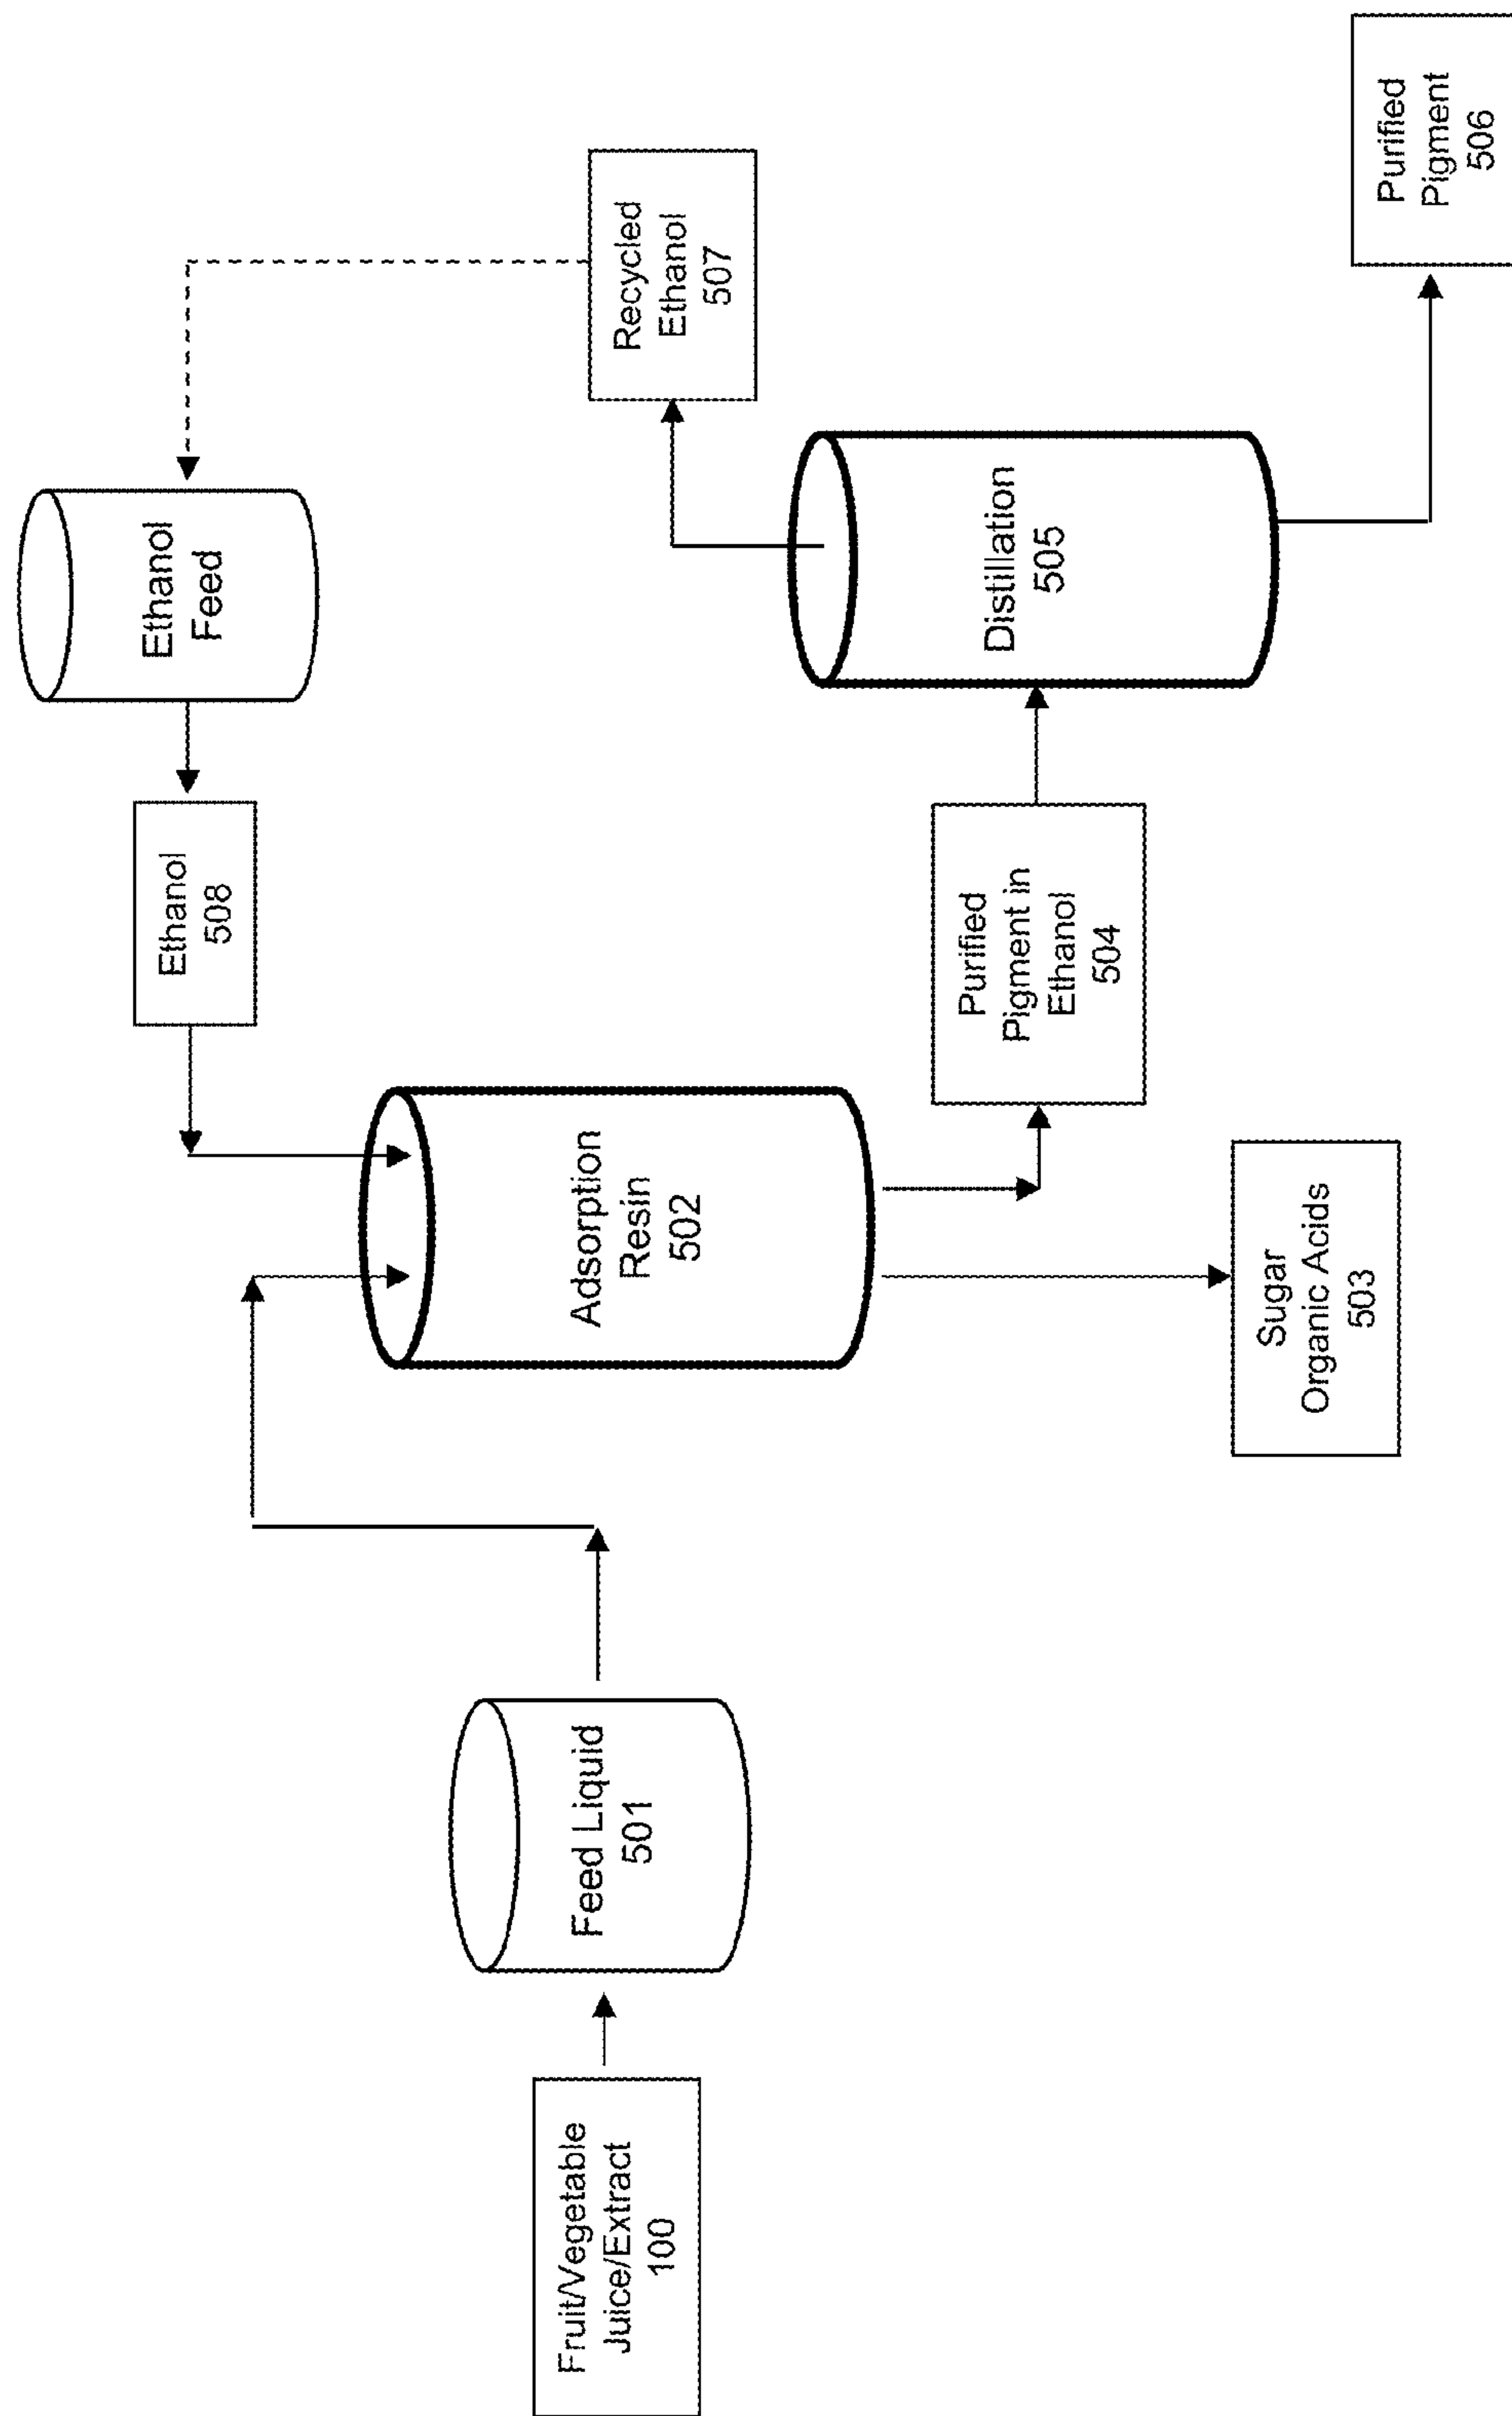 Fruit/Vegetable
Juice/Extract
100
Feed Liquid
501
Adsorption
Resin
502
Sugar
Organic Acids
503
Purified
Pigment in
Ethanol
504
Ethanol
508
Ethanol
Feed
Distillation
505
Recycled
Ethanol
507
Purified
Pigment
506